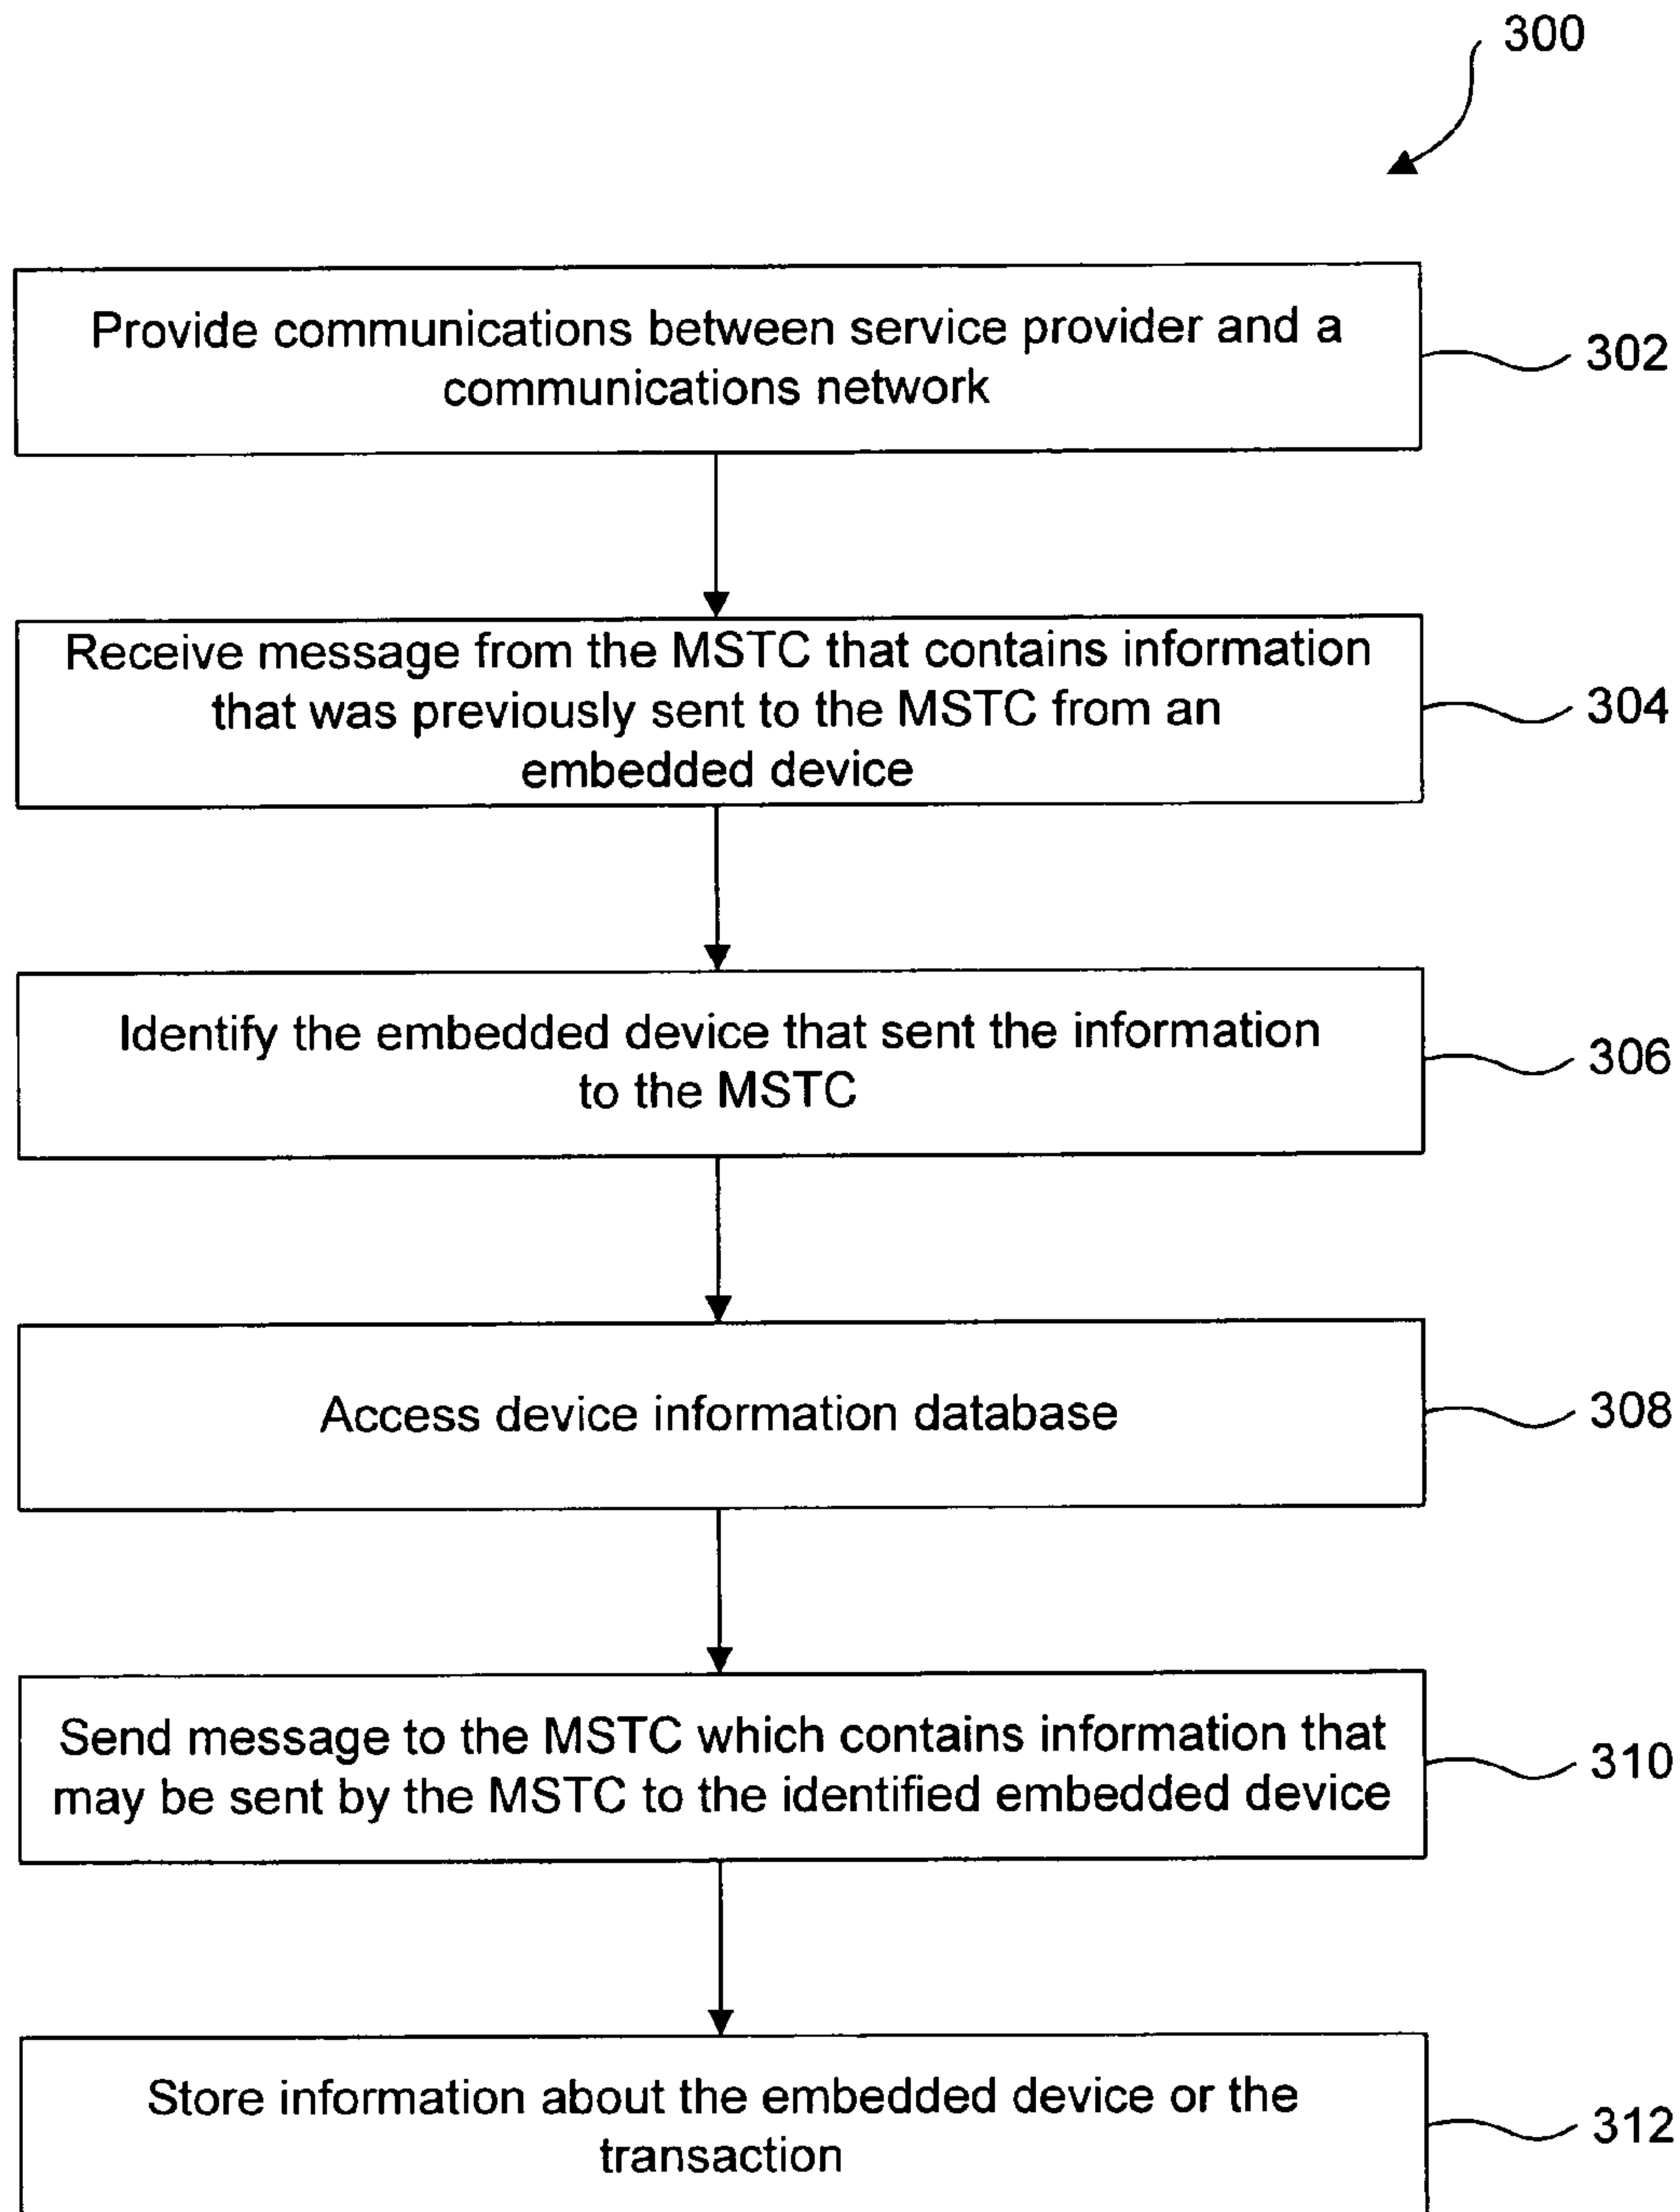 300
Provide communications between service provider and a
communications network
302
Receive message from the MSTC that contains information
that was previously sent to the MSTC from an
embedded device
304
Identify the embedded device that sent the information
to the MSTC
306
Access device information database
308
Send message to the MSTC which contains information that
may be sent by the MSTC to the identified embedded device
310
Store information about the embedded device or the
transaction
312